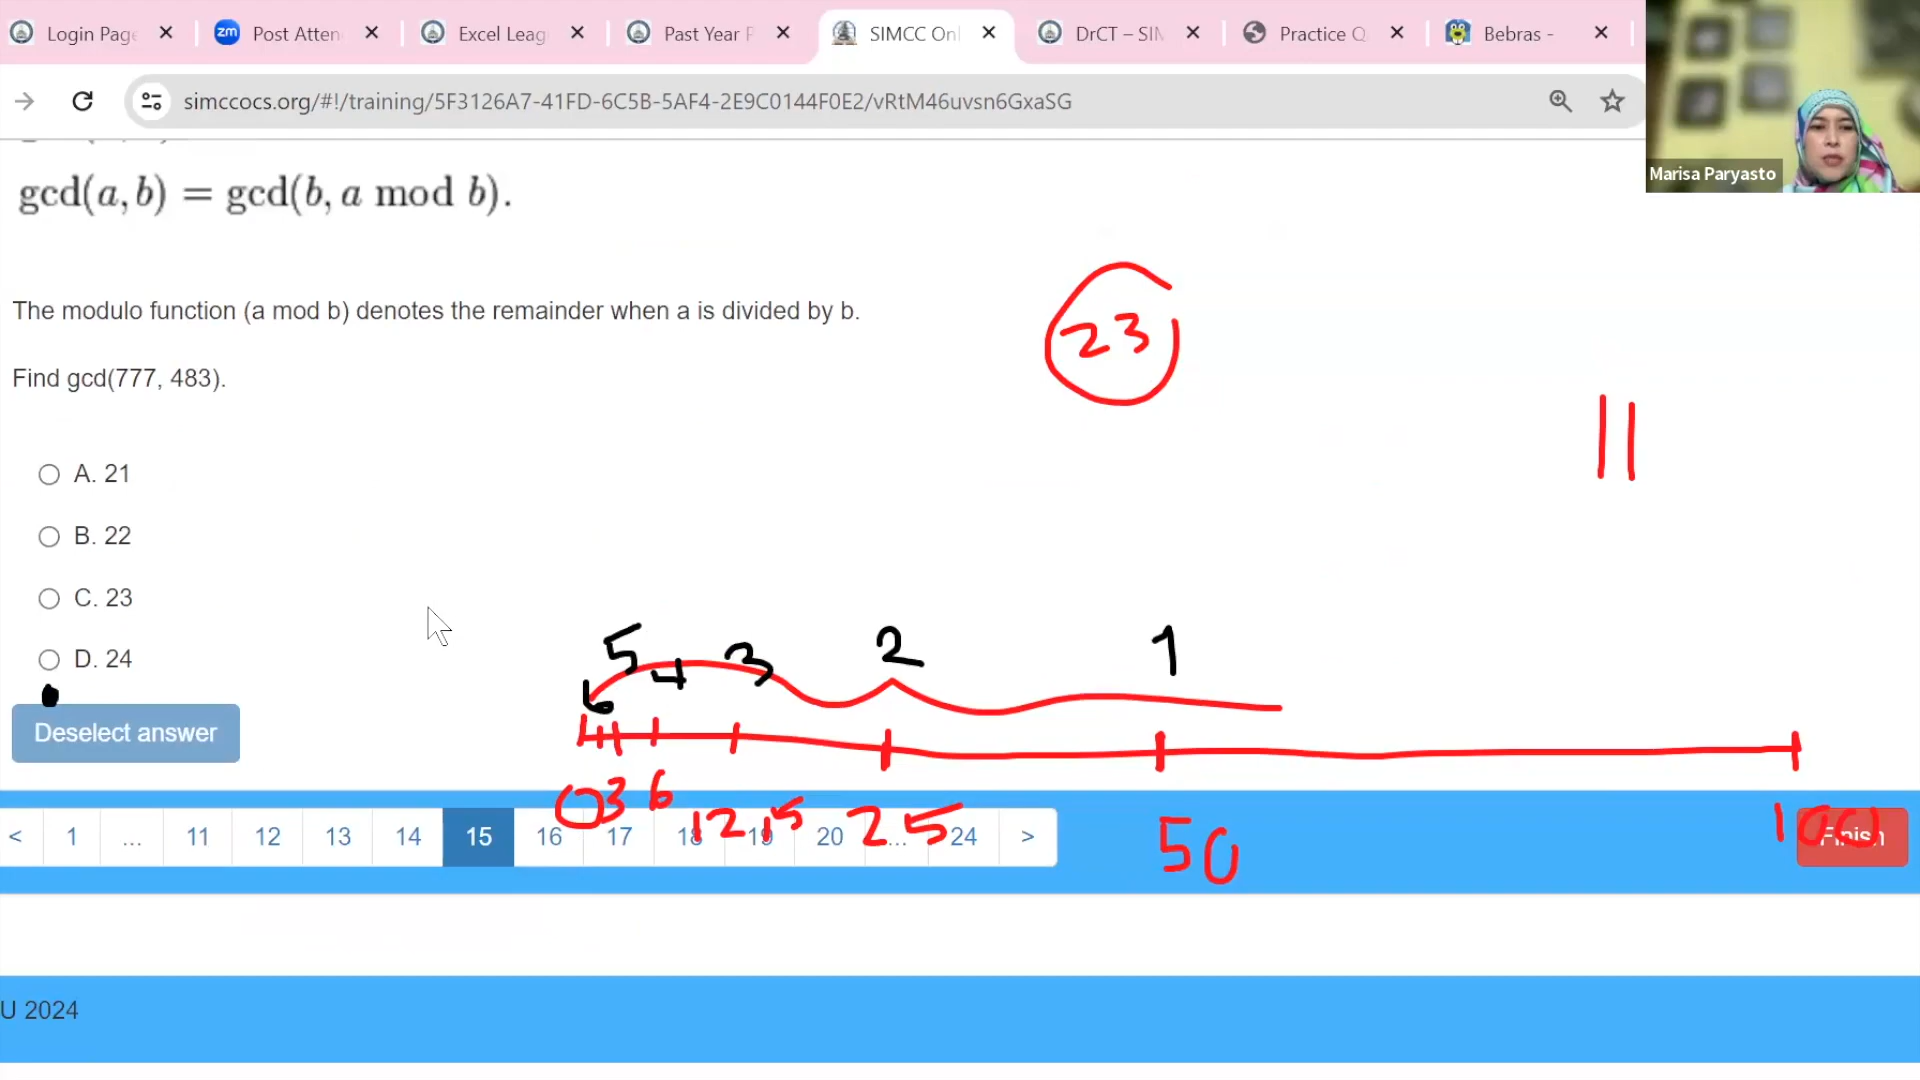 Login Page
Post Atten
Excel Leag
Past Year P
SIMCC Onl
DrCT – SIM
Practice Q
Bebras -
simccocs.org/#!/training/5F3126A7-41FD-6C5B-5AF4-2E9C0144F0E2/vRtM46uvsn6GxaSG
Marisa Paryasto
gcd(a, b) = gcd(b, a mod b).
The modulo function (a mod b) denotes the remainder when a is divided by b.
23
Find gcd(777, 483).
A. 21
B. 22
C. 23
D. 24
6 5 4 3 2 1
Deselect answer
0 3 6 12 15 25 50 100
< 1 ... 11 12 13 14 15 16 17 18 19 20 ... 24 >
Finish
U 2024